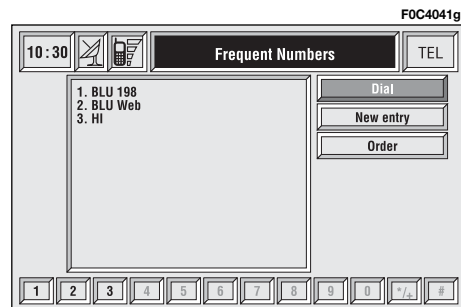 F0C4041g
10:30 Frequent Numbers TEL
1. BLU 198
2. BLU Web
3. HI
Dial
New entry
Order
1 2 3 4 5 6 7 8 9 0 */+ #